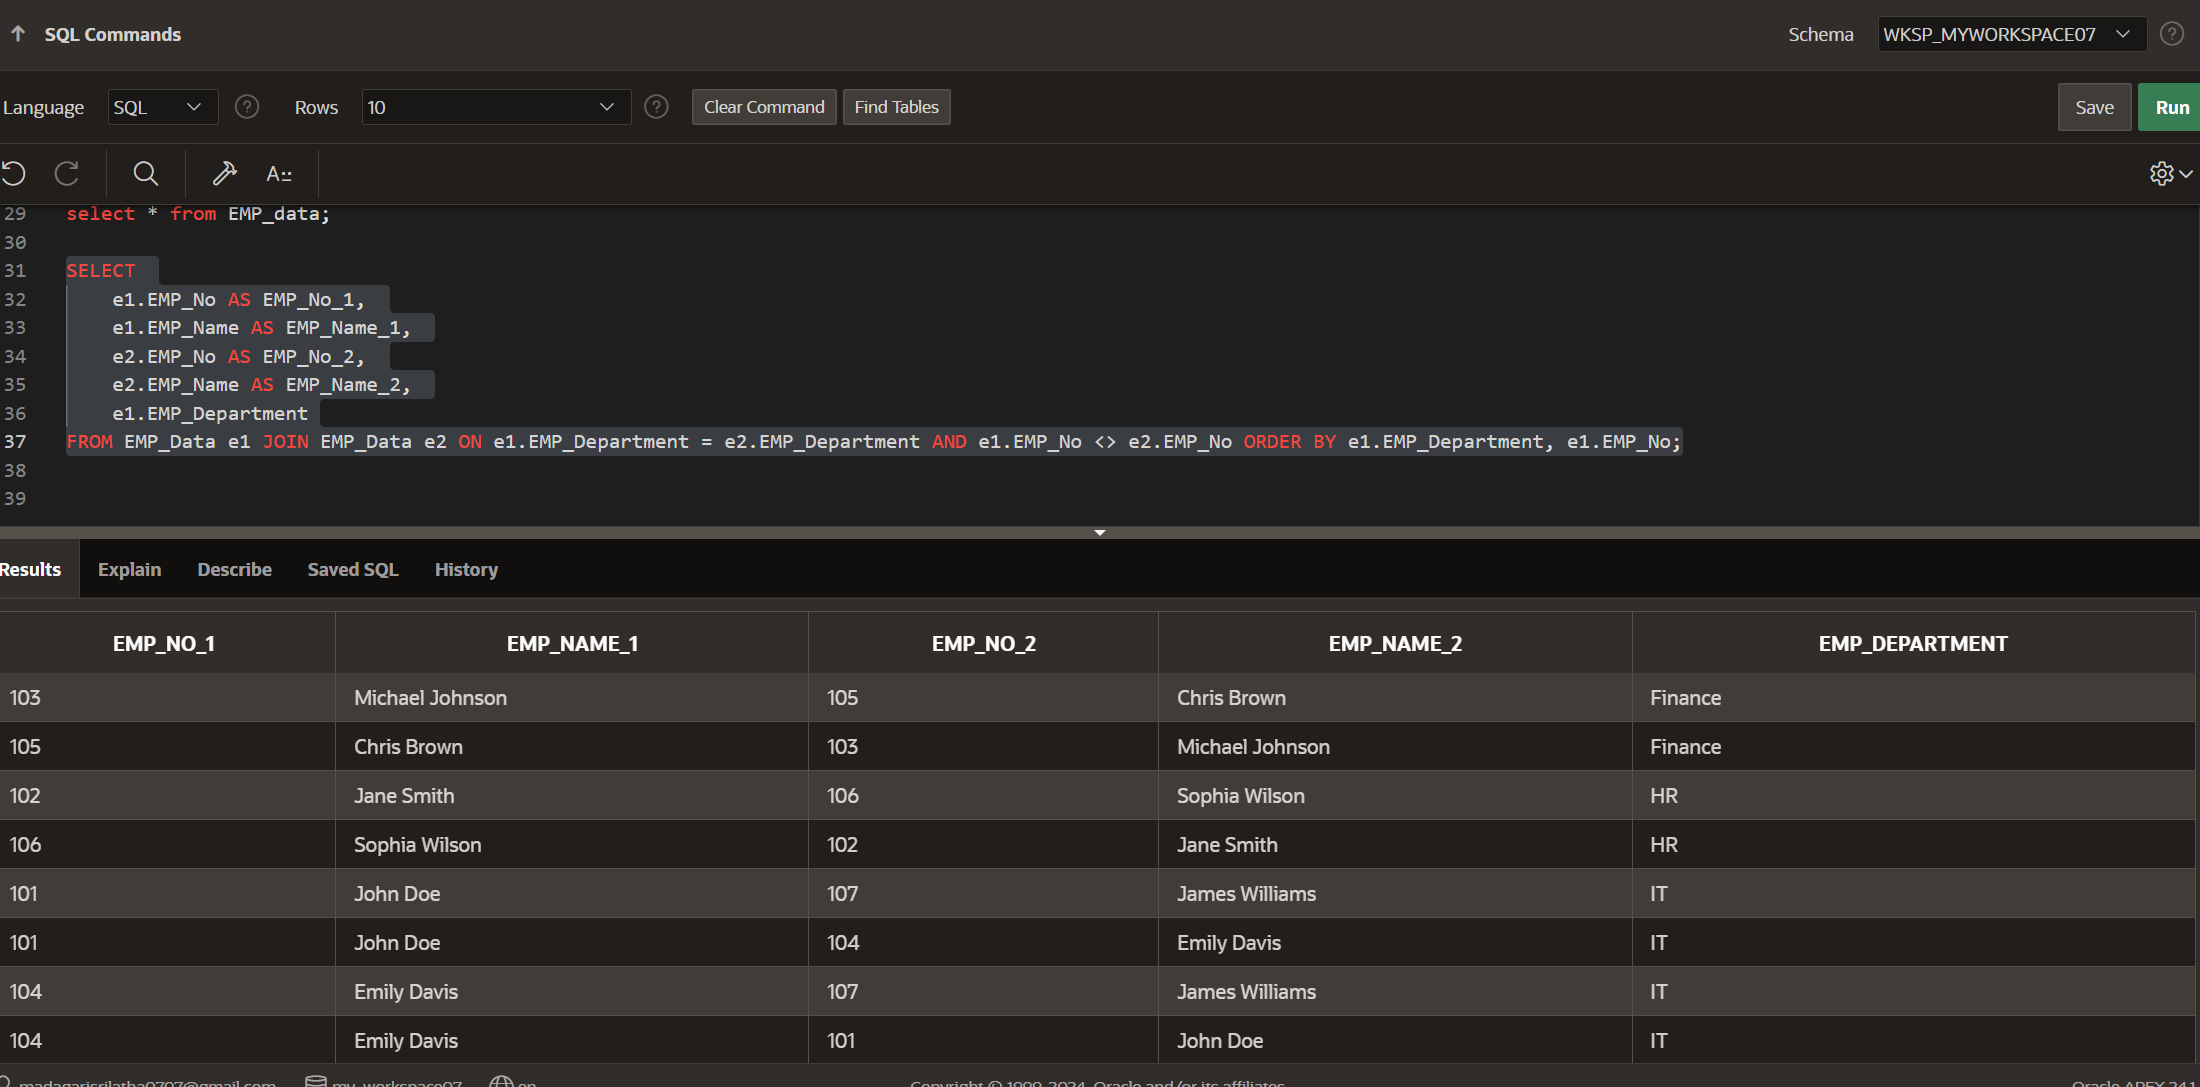 SQL Commands
Schema WKSP_MYWORKSPACE07 ?
Language SQL ? Rows 10 ? Clear Command Find Tables Save Run
A::
29 select * from EMP_data;
30
31 SELECT
32 e1.EMP_No AS EMP_No_1,
33 e1.EMP_Name AS EMP_Name_1,
34 e2.EMP_No AS EMP_No_2,
35 e2.EMP_Name AS EMP_Name_2,
36 e1.EMP_Department
37 FROM EMP_Data e1 JOIN EMP_Data e2 ON e1.EMP_Department = e2.EMP_Department AND e1.EMP_No <> e2.EMP_No ORDER BY e1.EMP_Department, e1.EMP_No;
38
39
Results Explain Describe Saved SQL History
EMP_NO_1 EMP_NAME_1 EMP_NO_2 EMP_NAME_2 EMP_DEPARTMENT
103 Michael Johnson 105 Chris Brown Finance
105 Chris Brown 103 Michael Johnson Finance
102 Jane Smith 106 Sophia Wilson HR
106 Sophia Wilson 102 Jane Smith HR
101 John Doe 107 James Williams IT
101 John Doe 104 Emily Davis IT
104 Emily Davis 107 James Williams IT
104 Emily Davis 101 John Doe IT
madagarisrilatha0707@gmail.com my_workspace07 en Copyright © 1999, 2024, Oracle and/or its affiliates. Oracle APEX 24.1